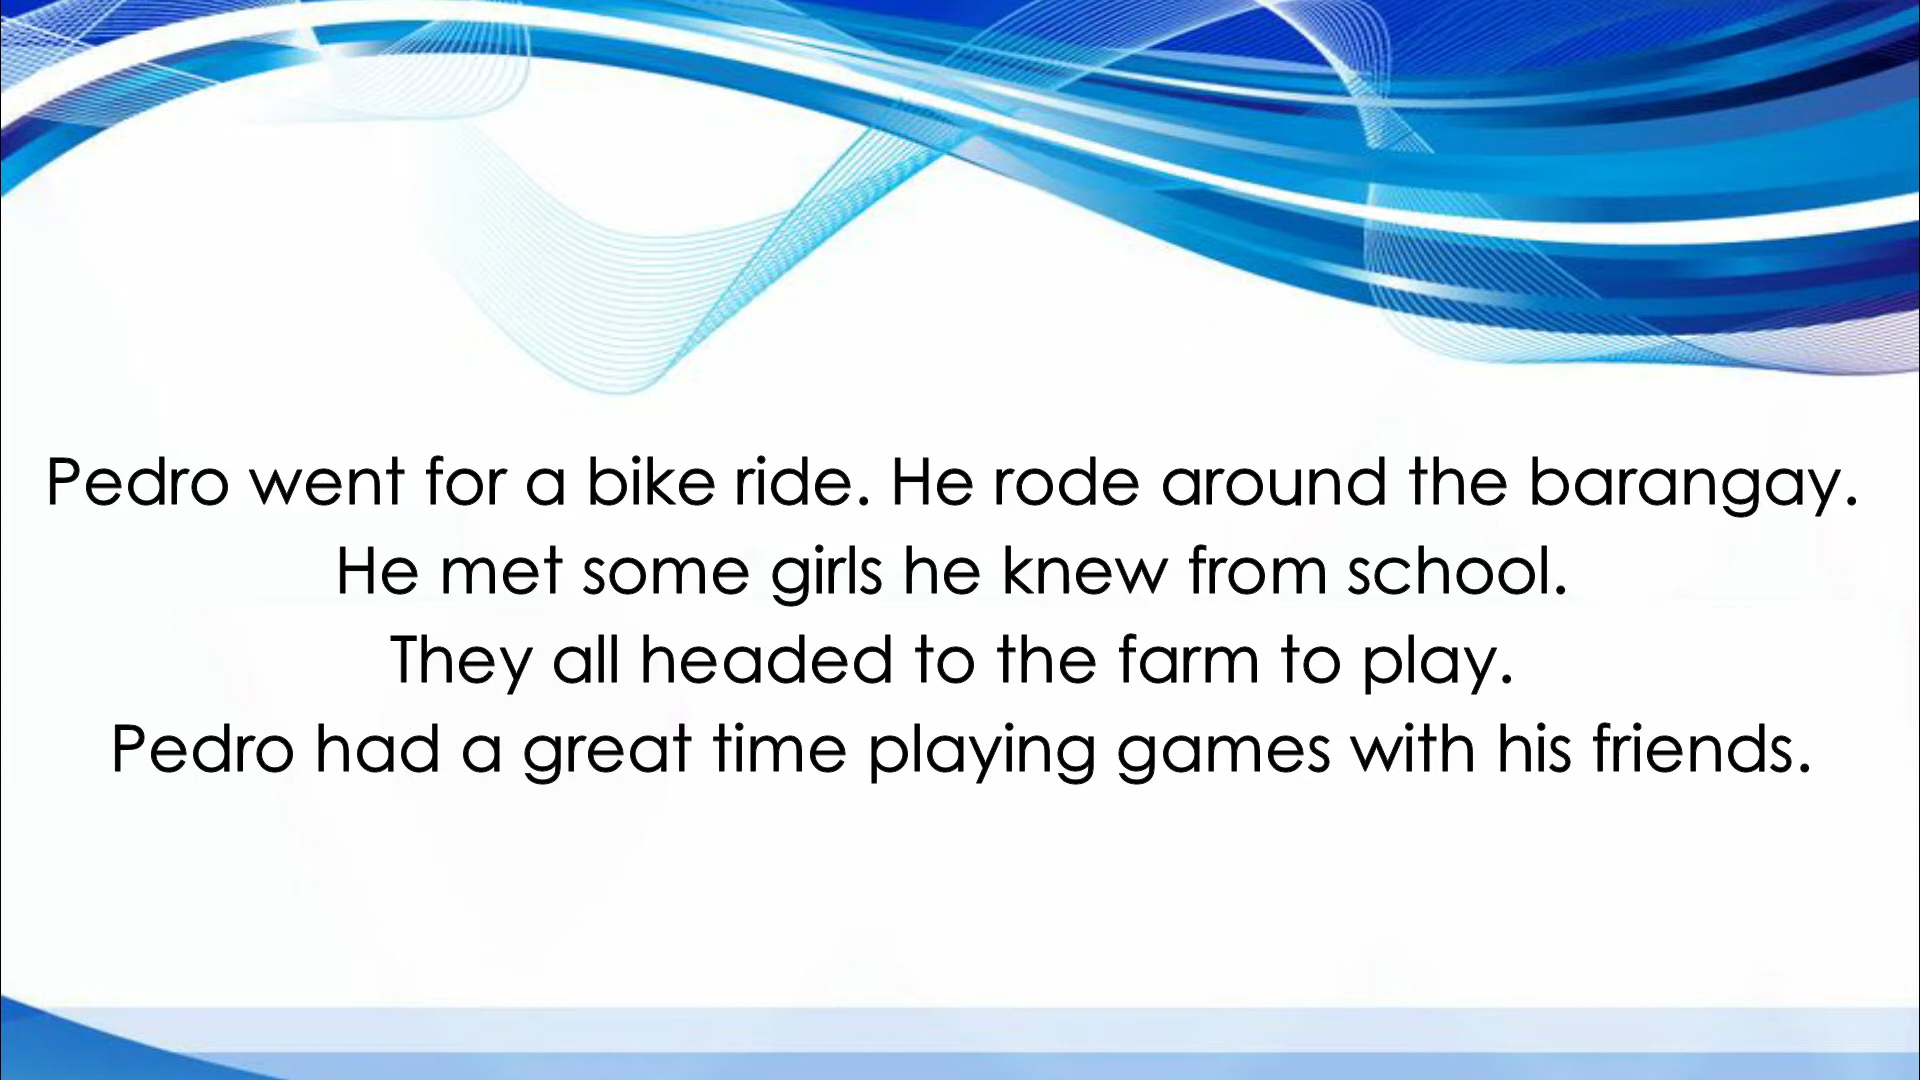 Pedro went for a bike ride. He rode around the barangay.
He met some girls he knew from school.
They all headed to the farm to play.
Pedro had a great time playing games with his friends.